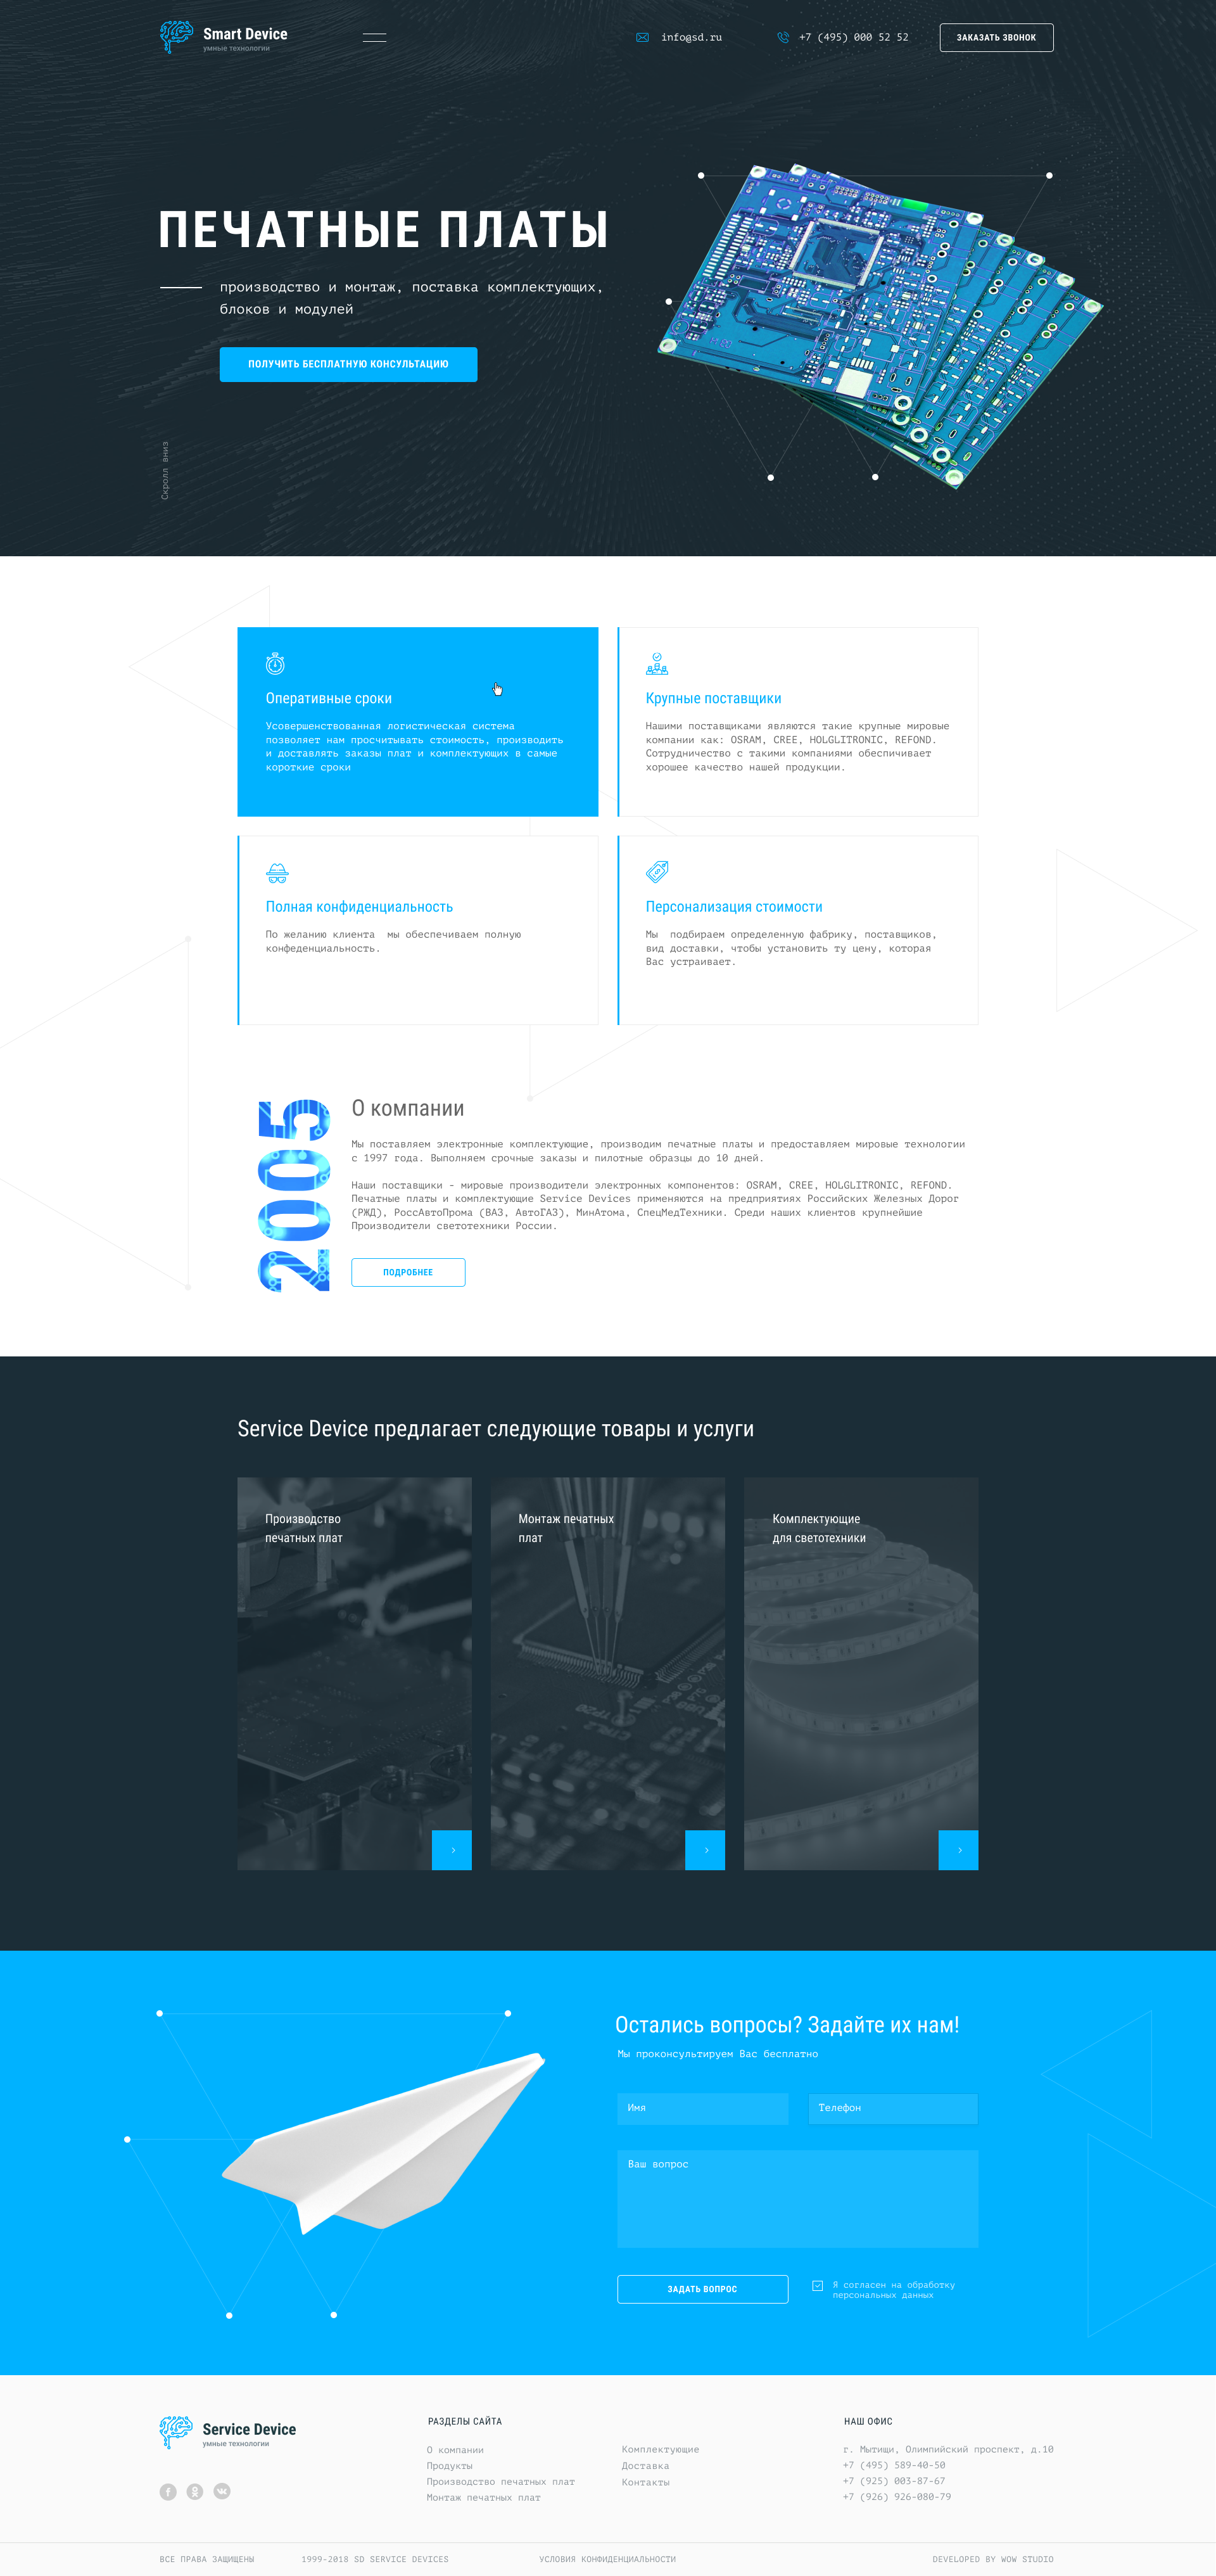 Smart Device
умные технологии
info@sd.ru
+7 (495) 000 52 52
ЗАКАЗАТЬ ЗВОНОК
ПЕЧАТНЫЕ ПЛАТЫ
производство и монтаж, поставка комплектующих,
блоков и модулей
ПОЛУЧИТЬ БЕСПЛАТНУЮ КОНСУЛЬТАЦИЮ
Скролл вниз
Оперативные сроки
Усовершенствованная логистическая система
позволяет нам просчитывать стоимость, производить
и доставлять заказы плат и комплектующих в самые
короткие сроки
Крупные поставщики
Нашими поставщиками являются такие крупные мировые
компании как: OSRAM, CREE, HOLGLITRONIC, REFOND.
Сотрудничество с такими компаниями обеспичивает
хорошее качество нашей продукции.
Полная конфиденциальность
По желанию клиента  мы обеспечиваем полную
конфеденциальность.
Персонализация стоимости
Мы  подбираем определенную фабрику, поставщиков,
вид доставки, чтобы установить ту цену, которая
Вас устраивает.
2005
О компании
Мы поставляем электронные комплектующие, производим печатные платы и предоставляем мировые технологии
с 1997 года. Выполняем срочные заказы и пилотные образцы до 10 дней.
Наши поставщики - мировые производители электронных компонентов: OSRAM, CREE, HOLGLITRONIC, REFOND.
Печатные платы и комплектующие Service Devices применяются на предприятиях Российских Железных Дорог
(РЖД), РоссАвтоПрома (ВАЗ, АвтоГАЗ), МинАтома, СпецМедТехники. Среди наших клиентов крупнейшие
Производители светотехники России.
ПОДРОБНЕЕ
Service Device предлагает следующие товары и услуги
Производство
печатных плат
Монтаж печатных
плат
TP20
Комплектующие
для светотехники
Остались вопросы? Задайте их нам!
Мы проконсультируем Вас бесплатно
Имя
Телефон
Ваш вопрос
ЗАДАТЬ ВОПРОС
Я согласен на обработку
персональных данных
Service Device
умные технологии
РАЗДЕЛЫ САЙТА
О компании
Продукты
Производство печатных плат
Монтаж печатных плат
Комплектующие
Доставка
Контакты
НАШ ОФИС
г. Мытищи, Олимпийский проспект, д.10
+7 (495) 589-40-50
+7 (925) 003-87-67
+7 (926) 926-080-79
ВСЕ ПРАВА ЗАЩИЩЕНЫ
1999-2018 SD SERVICE DEVICES
УСЛОВИЯ КОНФИДЕНЦИАЛЬНОСТИ
DEVELOPED BY WOW STUDIO